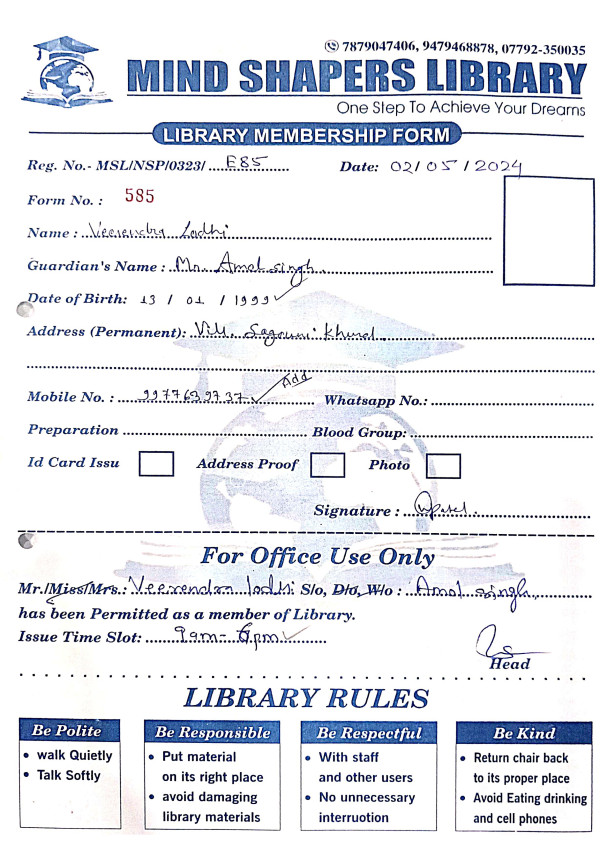 7879047406, 9479468878, 07792-350035
MIND SHAPERS LIBRARY
One Step To Achieve Your Dreams
LIBRARY MEMBERSHIP FORM
Reg. No.- MSL/NSP/0323/ E85 Date: 02/05/2024
Form No. : 585
Name : Veerendra Lodhi
Guardian's Name : Mr. Amol singh
Date of Birth: 13 / 01 / 1999
Address (Permanent): Vill. Sagouni Khurd
Mobile No. : 9977639737 Add Whatsapp No.:
Preparation Blood Group:
Id Card Issu Address Proof Photo
Signature :
For Office Use Only
Mr./Miss/Mrs.: Veerendra lodhi S/o, D/o, W/o : Amol singh
has been Permitted as a member of Library.
Issue Time Slot: 9am - 6pm
Head
LIBRARY RULES
Be Polite
• walk Quietly
• Talk Softly
Be Responsible
• Put material
on its right place
• avoid damaging
library materials
Be Respectful
• With staff
and other users
• No unnecessary
interruotion
Be Kind
• Return chair back
to its proper place
• Avoid Eating drinking
and cell phones